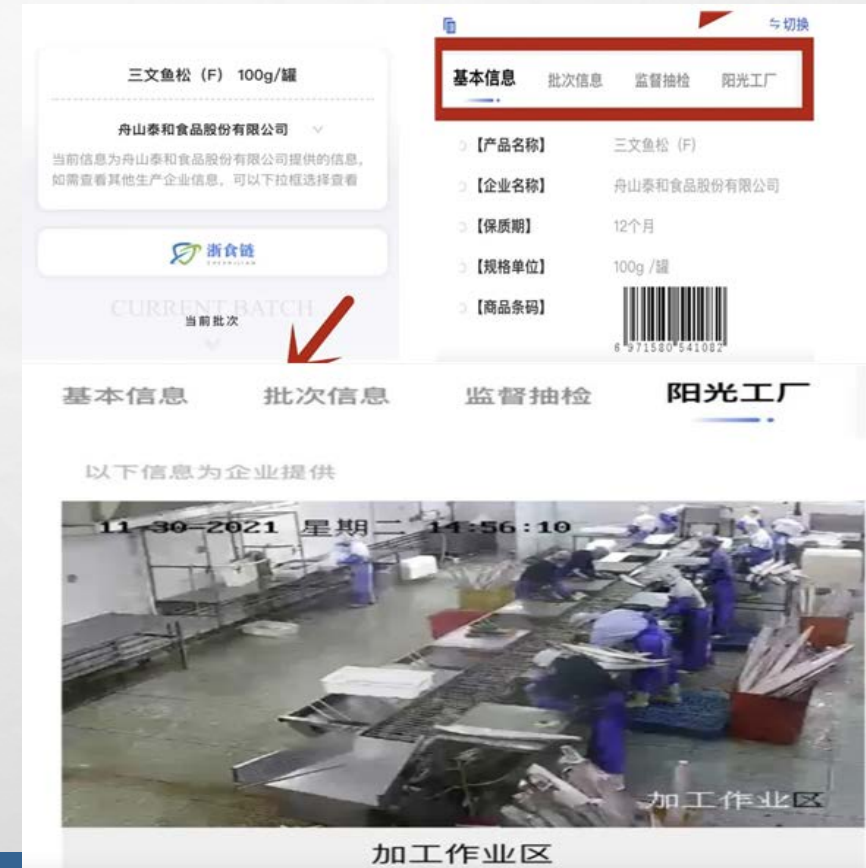 三文鱼松（F） 100g/罐
舟山泰和食品股份有限公司
当前信息为舟山泰和食品股份有限公司提供的信息，
如需查看其他生产企业信息，可以下拉框选择查看
浙食链
CURRENT BATCH
当前批次
切换
基本信息 批次信息 监督抽检 阳光工厂
【产品名称】 三文鱼松（F）
【企业名称】 舟山泰和食品股份有限公司
【保质期】 12个月
【规格单位】 100g /罐
【商品条码】
6 971580 541082
基本信息 批次信息 监督抽检 阳光工厂
以下信息为企业提供
11-30-2021 星期二 14:56:10
加工作业区
加工作业区